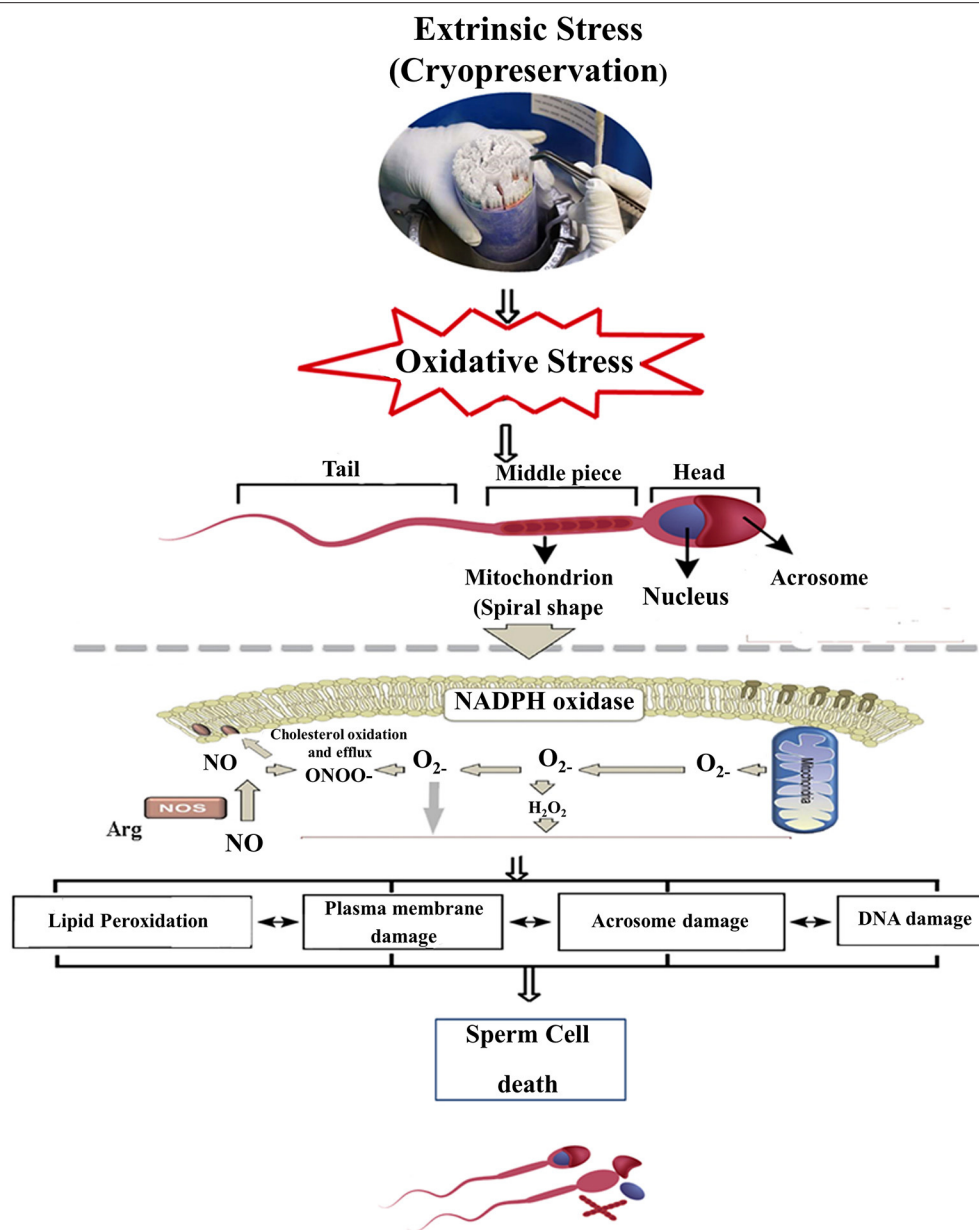 Extrinsic Stress
(Cryopreservation)
Oxidative Stress
Tail
Middle piece
Head
Mitochondrion
(Spiral shape
Nucleus
Acrosome
NADPH oxidase
Cholesterol oxidation
and efflux
NO
ONOO-
O₂-
O₂-
O₂-
Mitochondria
H₂O₂
NOS
Arg
NO
Lipid Peroxidation
Plasma membrane
damage
Acrosome damage
DNA damage
Sperm Cell
death